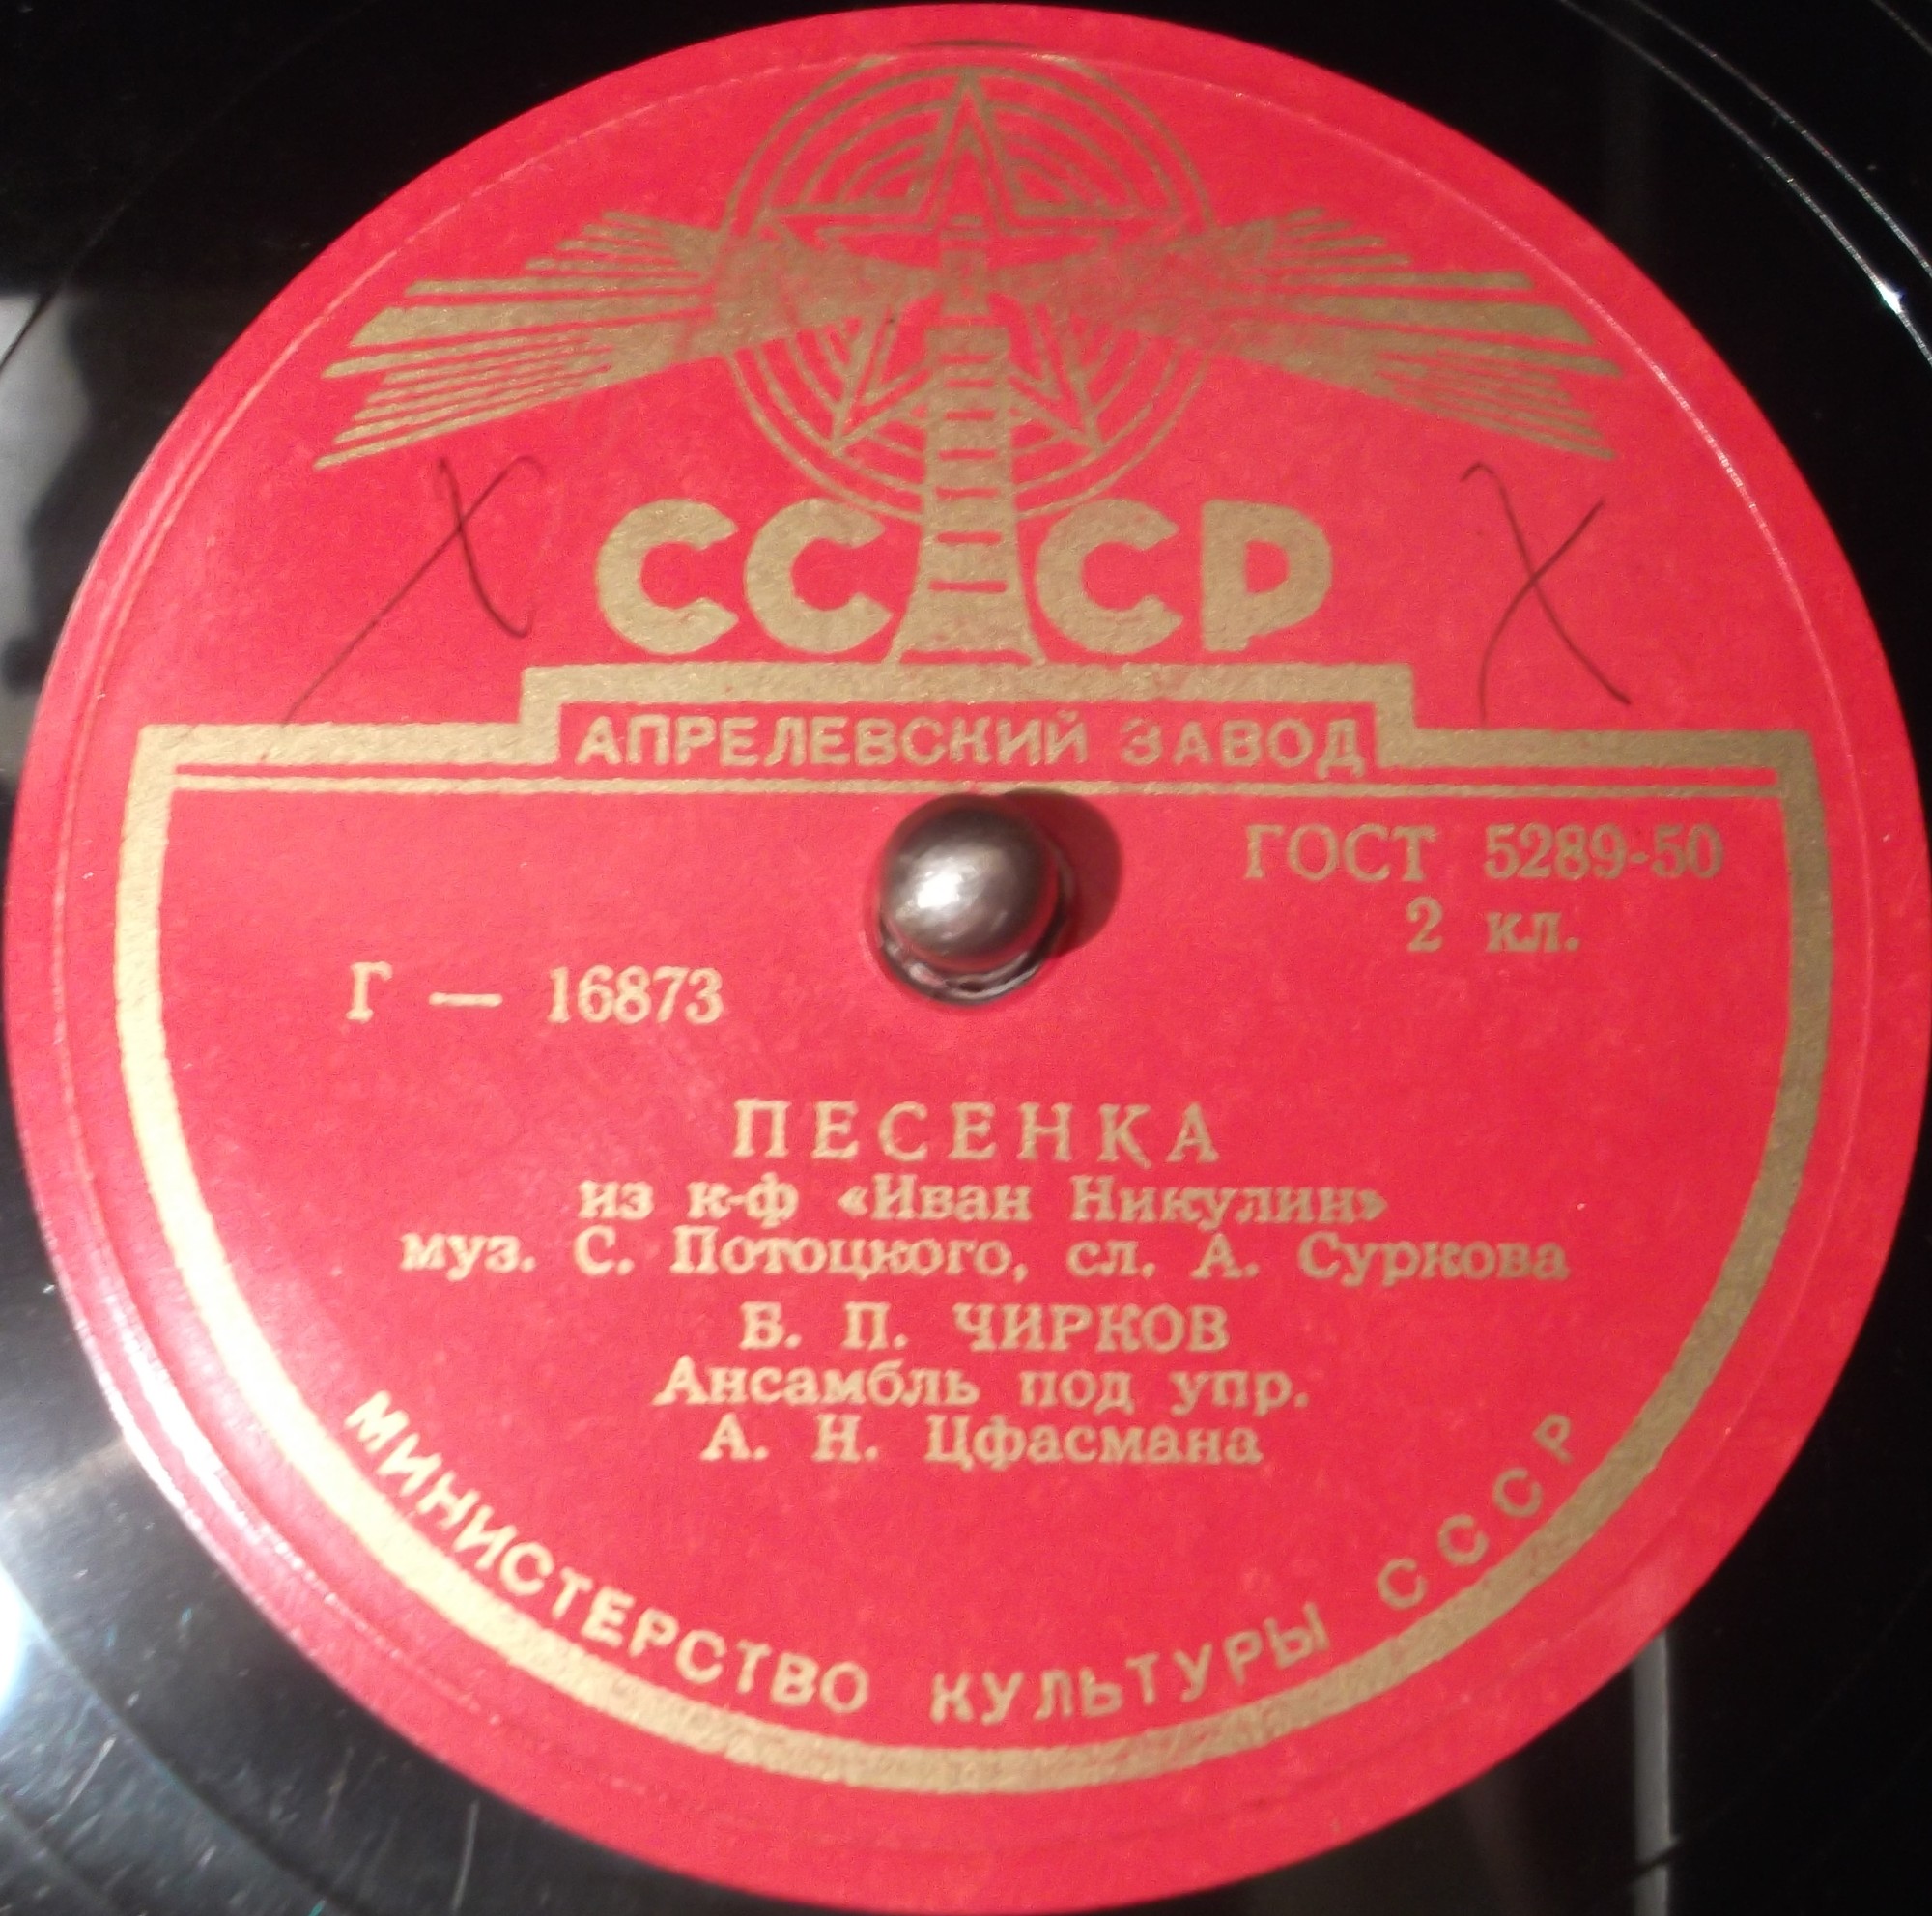 СССР
АПРЕЛЕВСКИЙ ЗАВОД
ГОСТ 5289-50
2 кл.
Г — 16873
ПЕСЕНКА
из к-ф «Иван Никулин»
муз. С. Потоцкого, сл. А. Суркова
Б. П. ЧИРКОВ
Ансамбль под упр.
А. Н. Цфасмана
МИНИСТЕРСТВО КУЛЬТУРЫ СССР